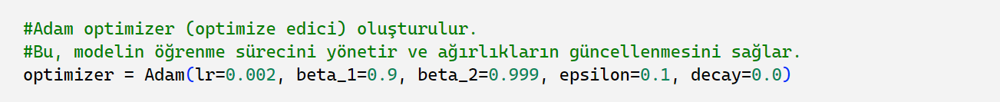 #Adam optimizer (optimize edici) oluşturulur.
#Bu, modelin öğrenme sürecini yönetir ve ağırlıkların güncellenmesini sağlar.
optimizer = Adam(lr=0.002, beta_1=0.9, beta_2=0.999, epsilon=0.1, decay=0.0)